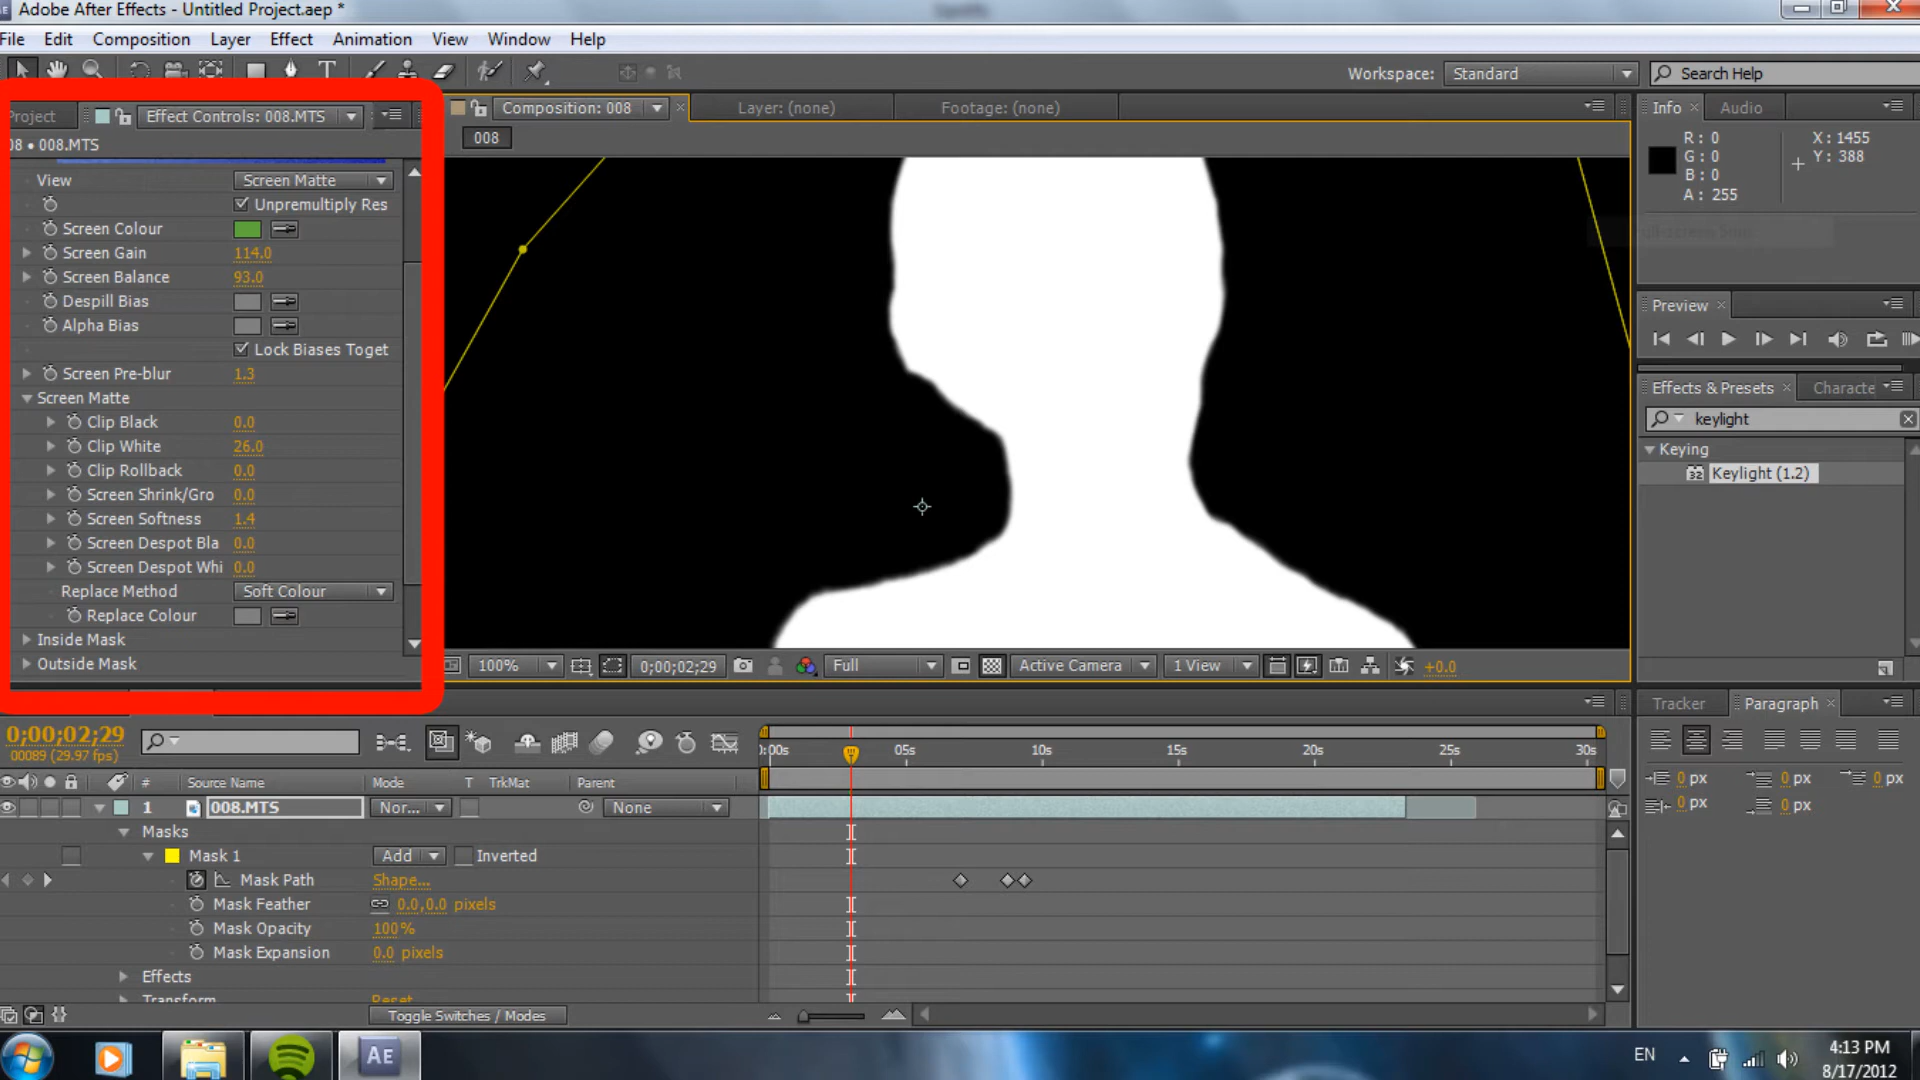 Adobe After Effects - Untitled Project.aep *
File Edit Composition Layer Effect Animation View Window Help
Workspace: Standard Search Help
roject Effect Controls: 008.MTS
08 • 008.MTS
View Screen Matte
Unpremultiply Res
Screen Colour
Screen Gain 114.0
Screen Balance 93.0
Despill Bias
Alpha Bias
Lock Biases Toget
Screen Pre-blur 1.3
Screen Matte
Clip Black 0.0
Clip White 26.0
Clip Rollback 0.0
Screen Shrink/Gro 0.0
Screen Softness 1.4
Screen Despot Bla 0.0
Screen Despot Whi 0.0
Replace Method Soft Colour
Replace Colour
Inside Mask
Outside Mask
Composition: 008 Layer: (none) Footage: (none)
008
100% 0;00;02;29 Full Active Camera 1 View +0.0
Info Audio
R : 0
G : 0
B : 0
A : 255
X : 1455
Y : 388
Preview
Effects & Presets Characte
keylight
Keying
32 Keylight (1.2)
0;00;02;29
00089 (29.97 fps)
# Source Name Mode T TrkMat Parent
1 008.MTS Nor... None
Masks
Mask 1 Add Inverted
Mask Path Shape...
Mask Feather 0.0,0.0 pixels
Mask Opacity 100%
Mask Expansion 0.0 pixels
Effects
Transform Reset
Toggle Switches / Modes
):00s 05s 10s 15s 20s 25s 30s
Tracker Paragraph
0 px 0 px 0 px
0 px 0 px
AE
EN
4:13 PM
8/17/2012